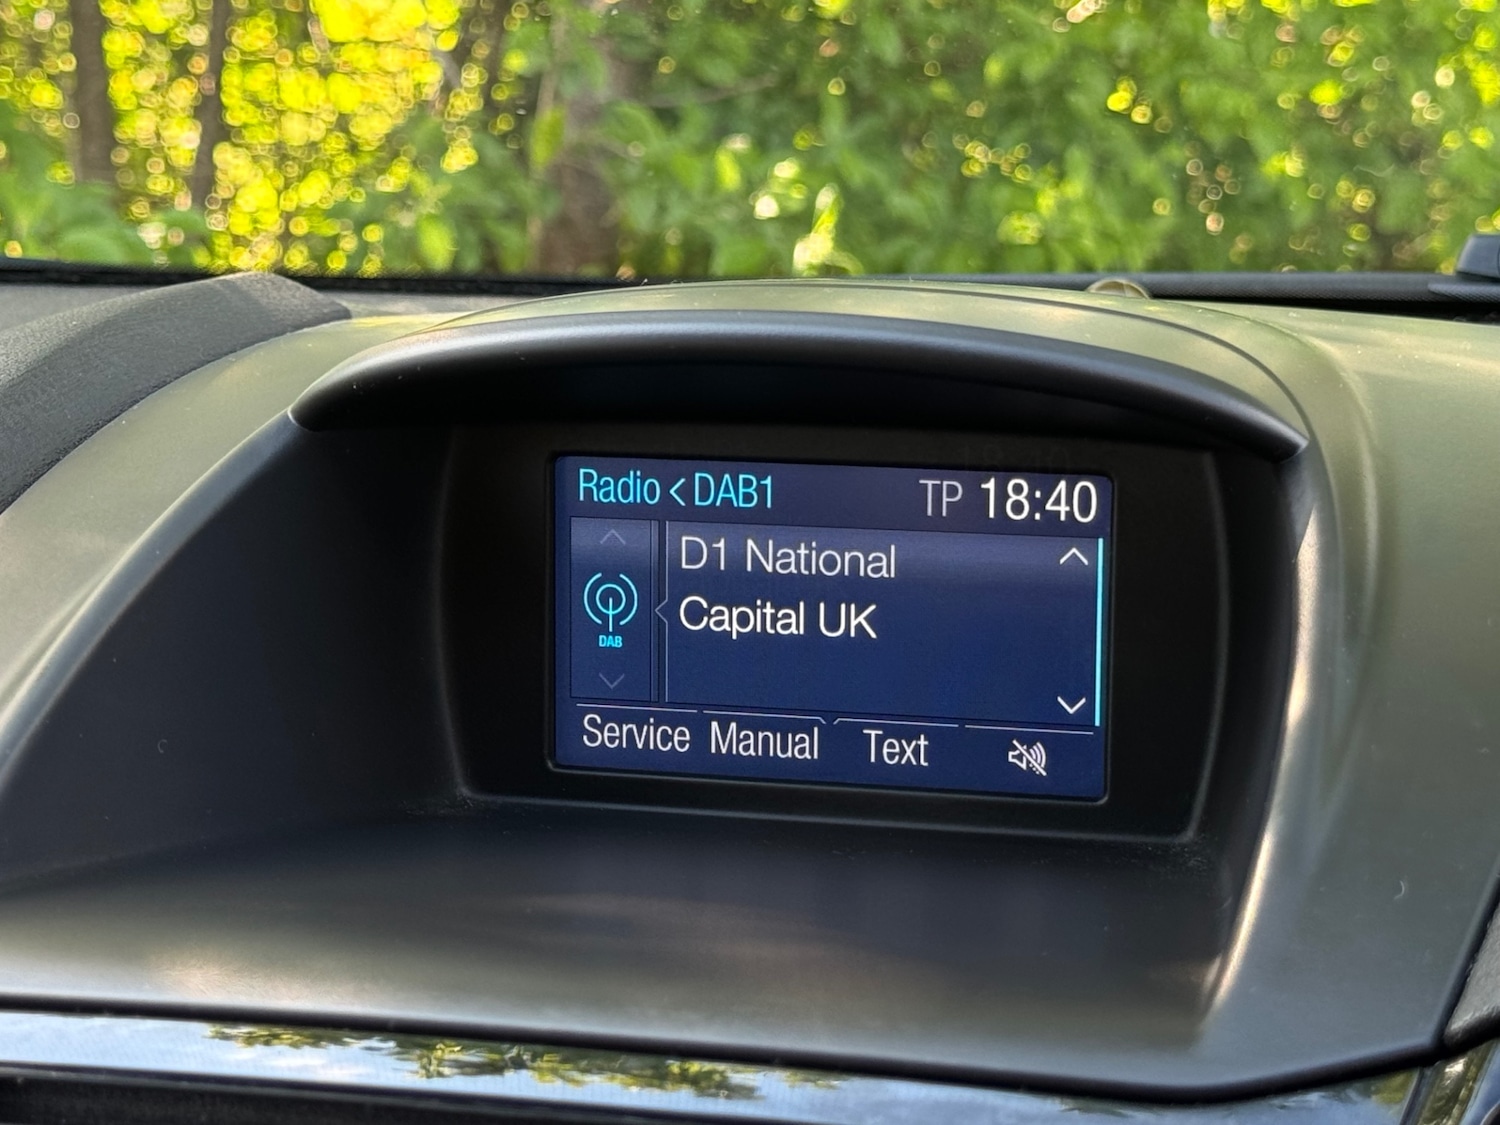 Radio < DAB1 TP 18:40
D1 National
Capital UK
DAB
Service Manual Text